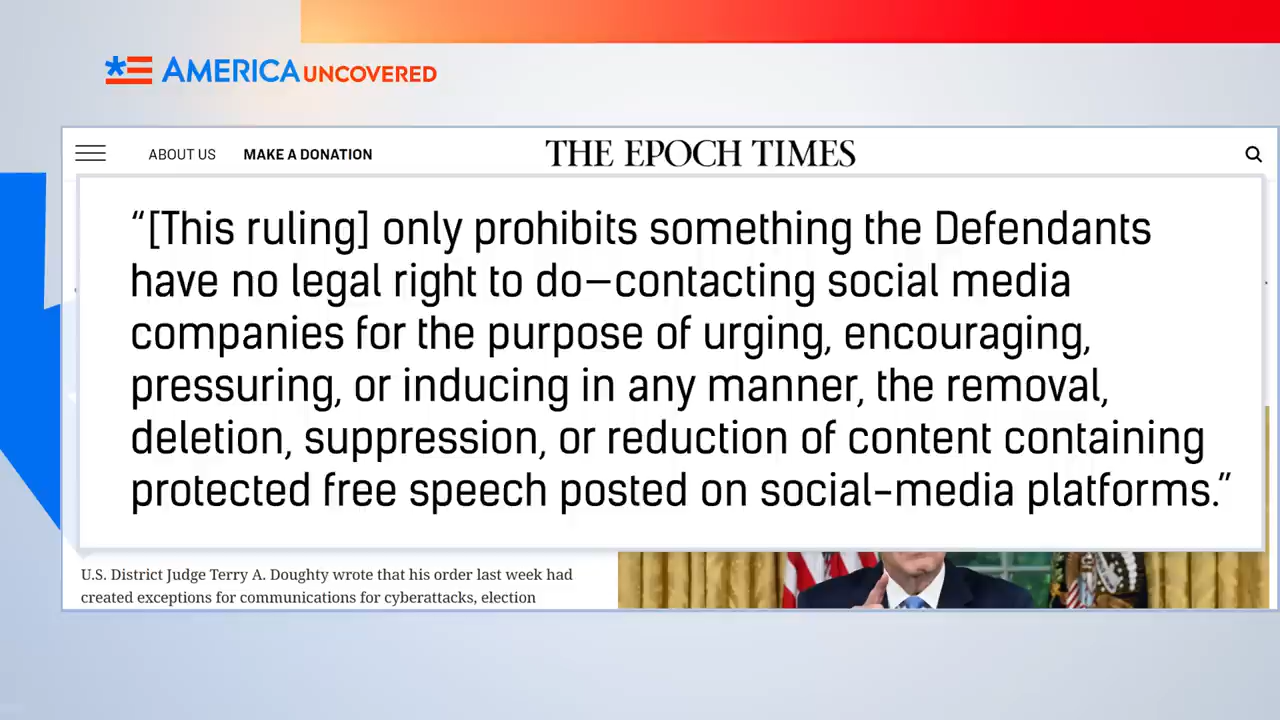 AMERICA UNCOVERED
ABOUT US MAKE A DONATION THE EPOCH TIMES
“[This ruling] only prohibits something the Defendants
have no legal right to do—contacting social media
companies for the purpose of urging, encouraging,
pressuring, or inducing in any manner, the removal,
deletion, suppression, or reduction of content containing
protected free speech posted on social-media platforms.”
U.S. District Judge Terry A. Doughty wrote that his order last week had
created exceptions for communications for cyberattacks, election